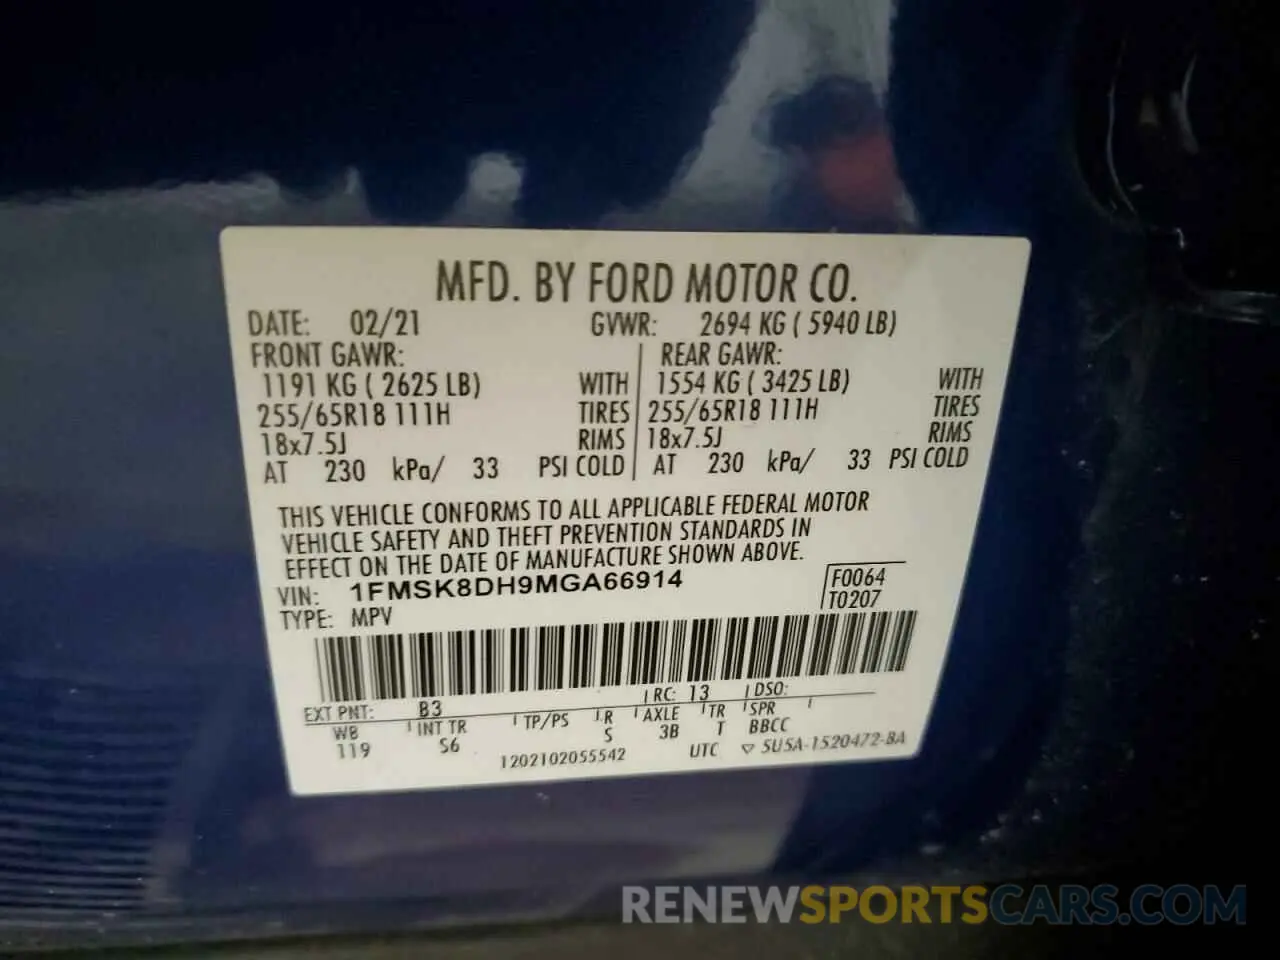 MFD. BY FORD MOTOR CO.
DATE: 02/21 GVWR: 2694 KG ( 5940 LB)
FRONT GAWR: REAR GAWR:
1191 KG ( 2625 LB) WITH 1554 KG ( 3425 LB) WITH
255/65R18 111H TIRES 255/65R18 111H TIRES
18x7.5J RIMS 18x7.5J RIMS
AT 230 kPa/ 33 PSI COLD AT 230 kPa/ 33 PSI COLD
THIS VEHICLE CONFORMS TO ALL APPLICABLE FEDERAL MOTOR
VEHICLE SAFETY AND THEFT PREVENTION STANDARDS IN
EFFECT ON THE DATE OF MANUFACTURE SHOWN ABOVE.
VIN: 1FMSK8DH9MGA66914 F0064
TYPE: MPV T0207
EXT PNT: B3 RC: 13 DSO:
WB INT TR TP/PS R AXLE TR SPR
119 S6 S 3B T BBCC
1202102055542 UTC ▽ 5U5A-1520472-BA
RENEWSPORTSCARS.COM